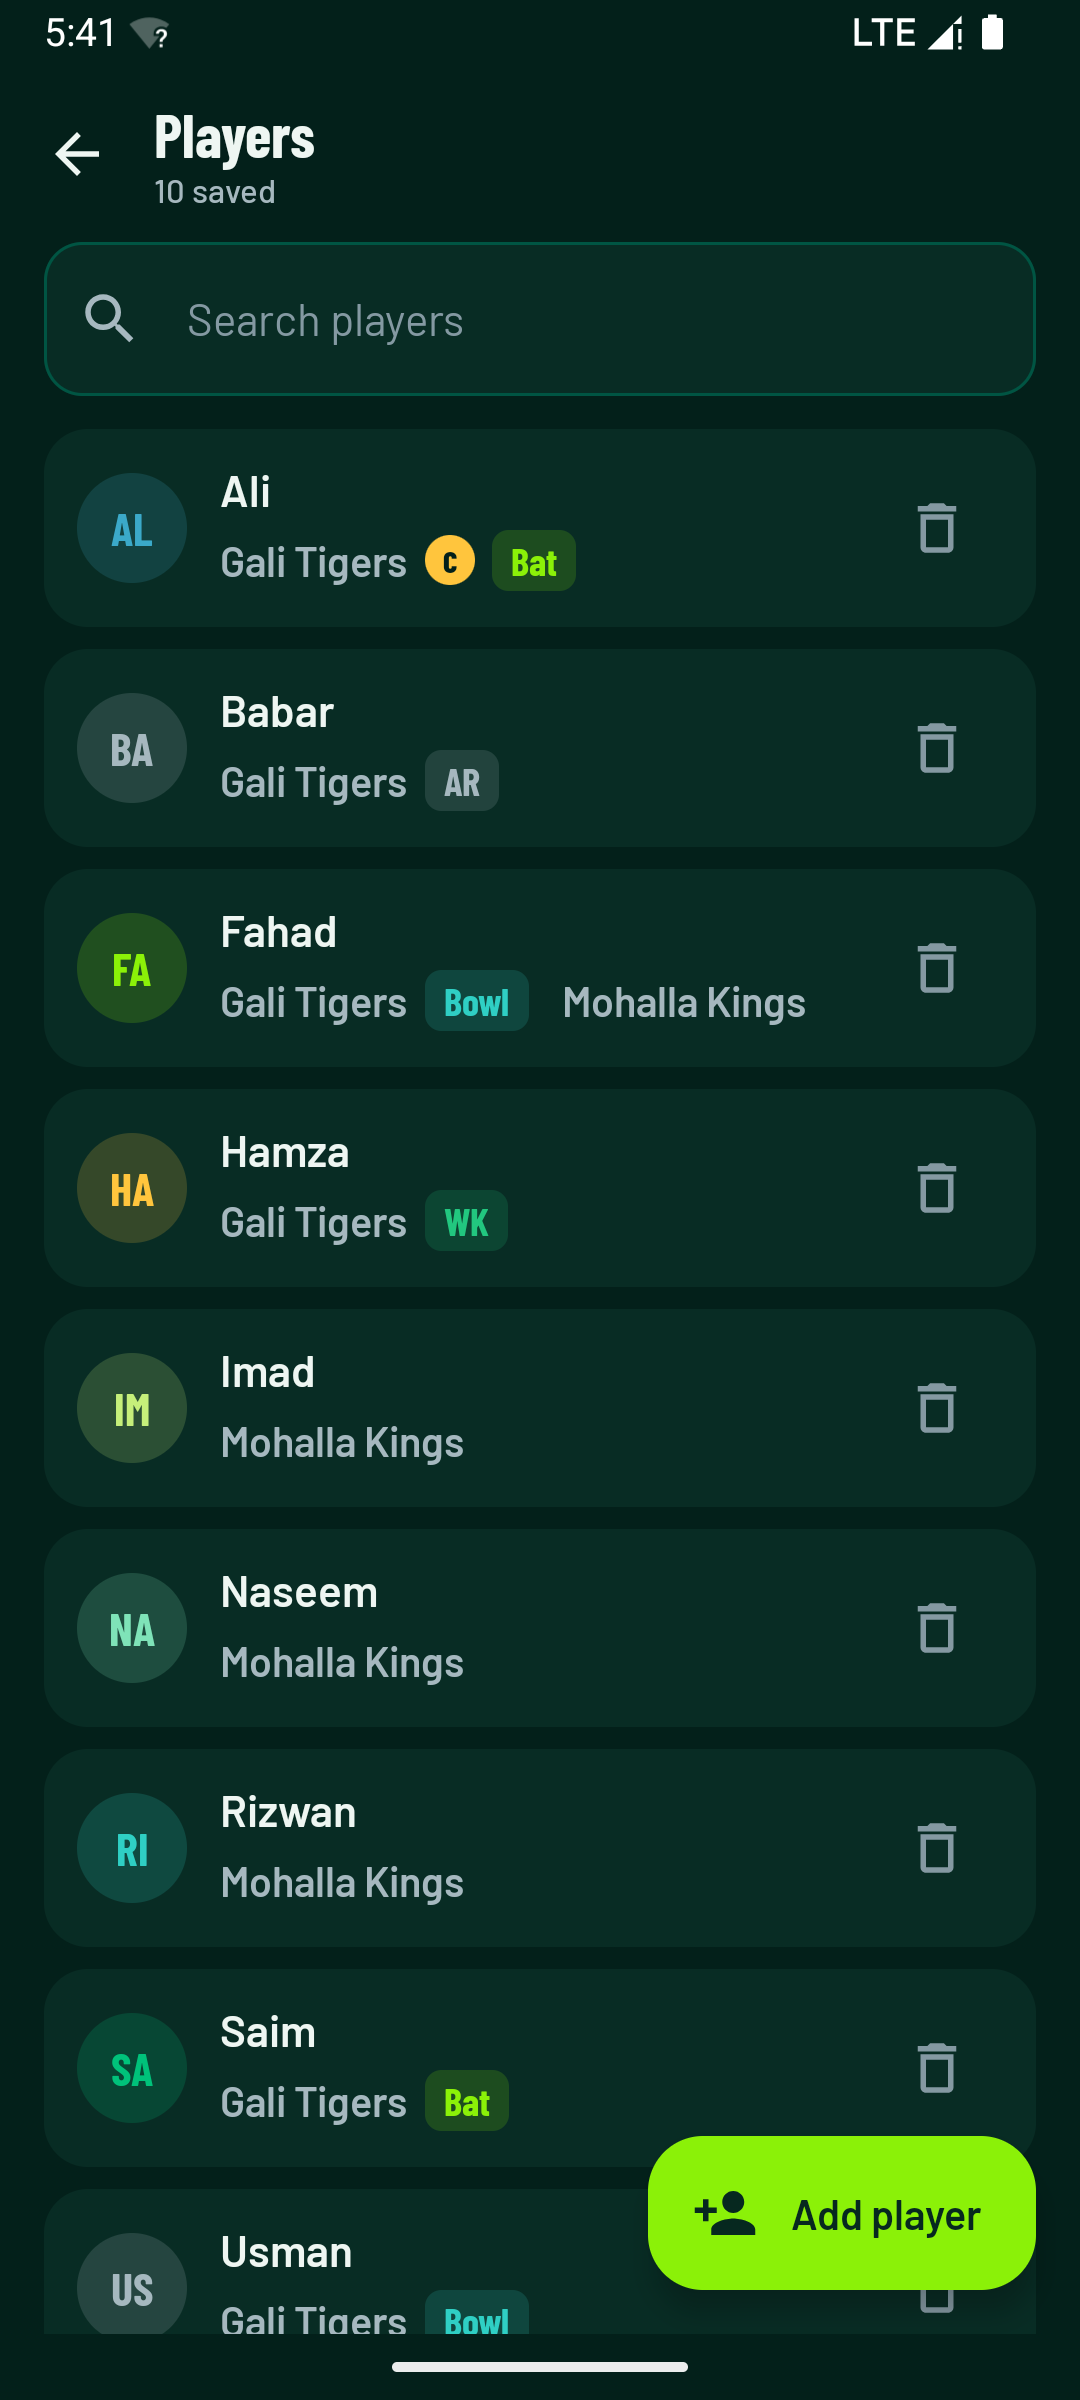 5:41 ? LTE !
Players
10 saved
Search players
AL Ali
Gali Tigers C Bat
BA Babar
Gali Tigers AR
FA Fahad
Gali Tigers Bowl Mohalla Kings
HA Hamza
Gali Tigers WK
IM Imad
Mohalla Kings
NA Naseem
Mohalla Kings
RI Rizwan
Mohalla Kings
SA Saim
Gali Tigers Bat
Add player
US Usman
Gali Tigers Bowl